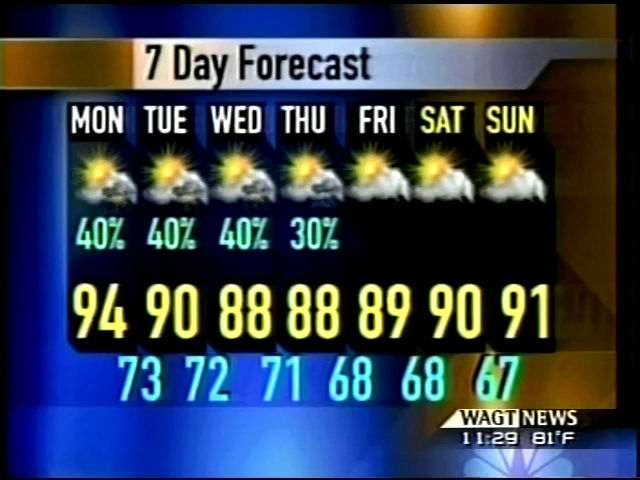 7 Day Forecast
MON TUE WED THU FRI SAT SUN
40% 40% 40% 30%
94 90 88 88 89 90 91
73 72 71 68 68 67
WAGT NEWS
11:29 81°F